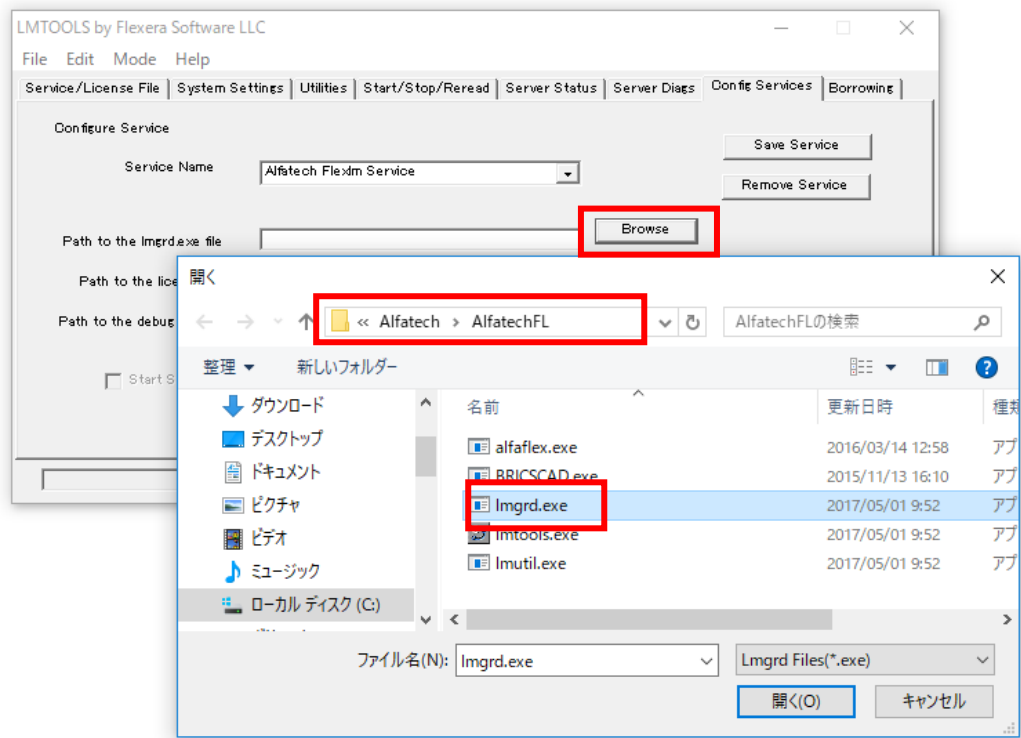 LMTOOLS by Flexera Software LLC
File Edit Mode Help
Service/License File System Settings Utilities Start/Stop/Reread Server Status Server Diags Config Services Borrowing
Configure Service
Save Service
Service Name Alfatech Flexlm Service
Remove Service
Path to the lmgrd.exe file Browse
Path to the lice
Path to the debug
Start S
開く
« Alfatech > AlfatechFL
AlfatechFLの検索
整理 新しいフォルダー
ダウンロード
デスクトップ
ドキュメント
ピクチャ
ビデオ
ミュージック
ローカル ディスク (C:)
名前 更新日時 種類
alfaflex.exe 2016/03/14 12:58 アプ
BRICSCAD.exe 2015/11/13 16:10 アプ
lmgrd.exe 2017/05/01 9:52 アプ
lmtools.exe 2017/05/01 9:52 アプ
lmutil.exe 2017/05/01 9:52 アプ
ファイル名(N): lmgrd.exe Lmgrd Files(*.exe)
開く(O) キャンセル